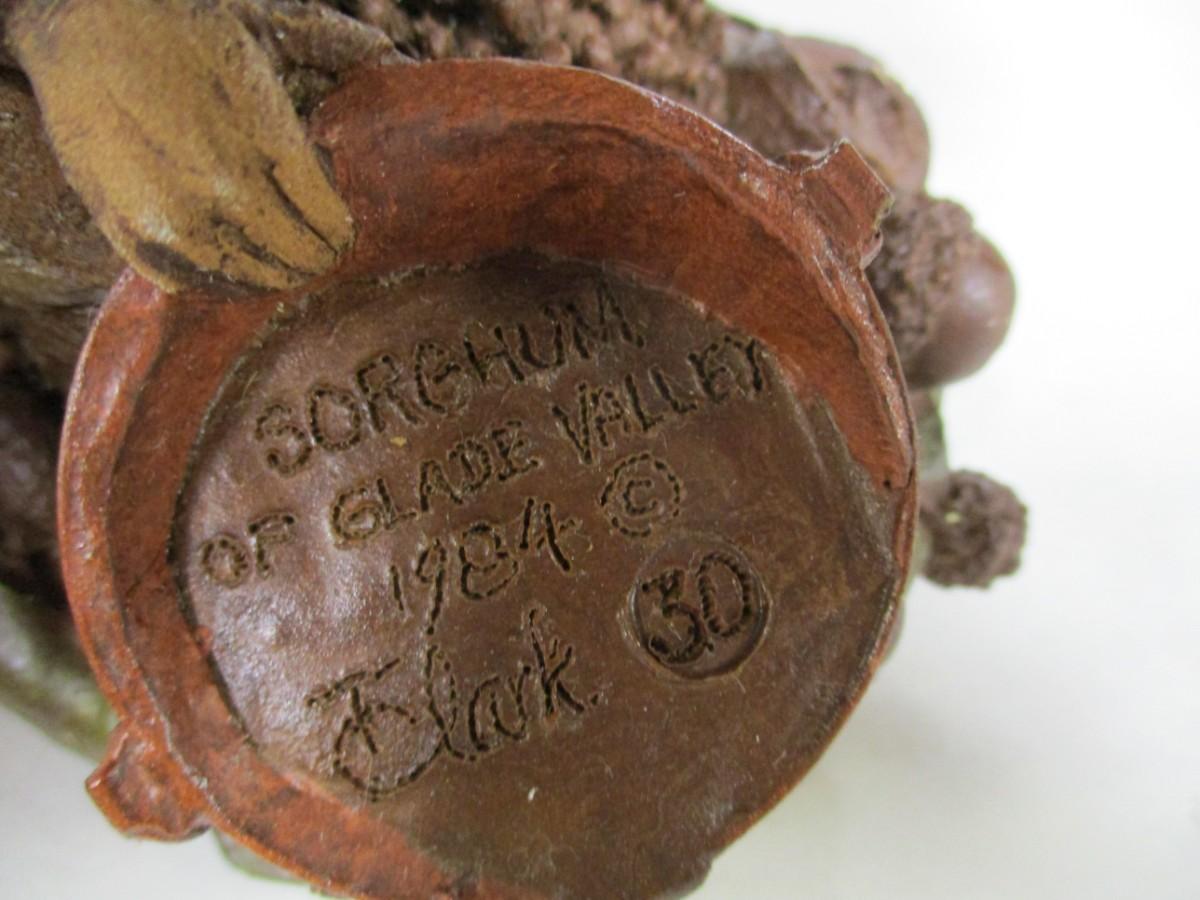 SORGHUM
OF GLADE VALLEY
1984 ©
30
T Clark.